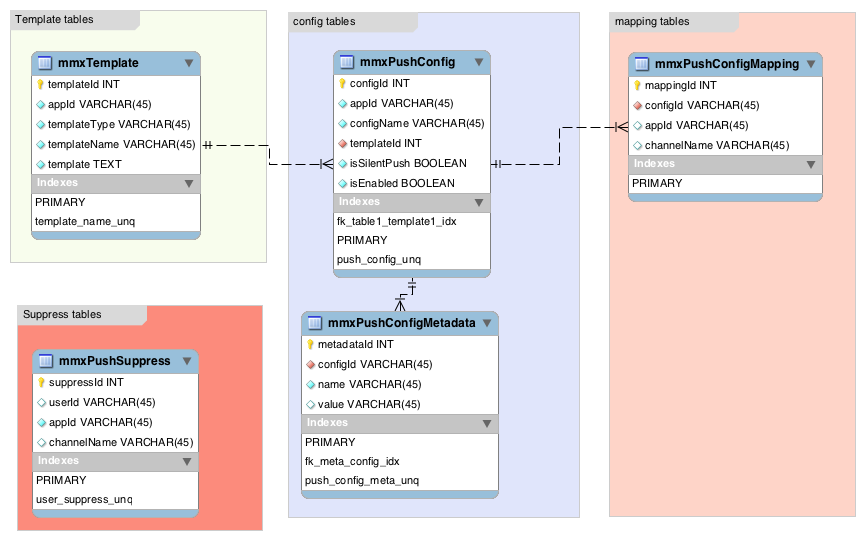 Template tables
mmxTemplate
templateId INT
appId VARCHAR(45)
templateType VARCHAR(45)
templateName VARCHAR(45)
template TEXT
Indexes
PRIMARY
template_name_unq
config tables
mmxPushConfig
configId INT
appId VARCHAR(45)
configName VARCHAR(45)
templateId INT
isSilentPush BOOLEAN
isEnabled BOOLEAN
Indexes
fk_table1_template1_idx
PRIMARY
push_config_unq
mapping tables
mmxPushConfigMapping
mappingId INT
configId VARCHAR(45)
appId VARCHAR(45)
channelName VARCHAR(45)
Indexes
PRIMARY
Suppress tables
mmxPushSuppress
suppressId INT
userId VARCHAR(45)
appId VARCHAR(45)
channelName VARCHAR(45)
Indexes
PRIMARY
user_suppress_unq
mmxPushConfigMetadata
metadataId INT
configId VARCHAR(45)
name VARCHAR(45)
value VARCHAR(45)
Indexes
PRIMARY
fk_meta_config_idx
push_config_meta_unq